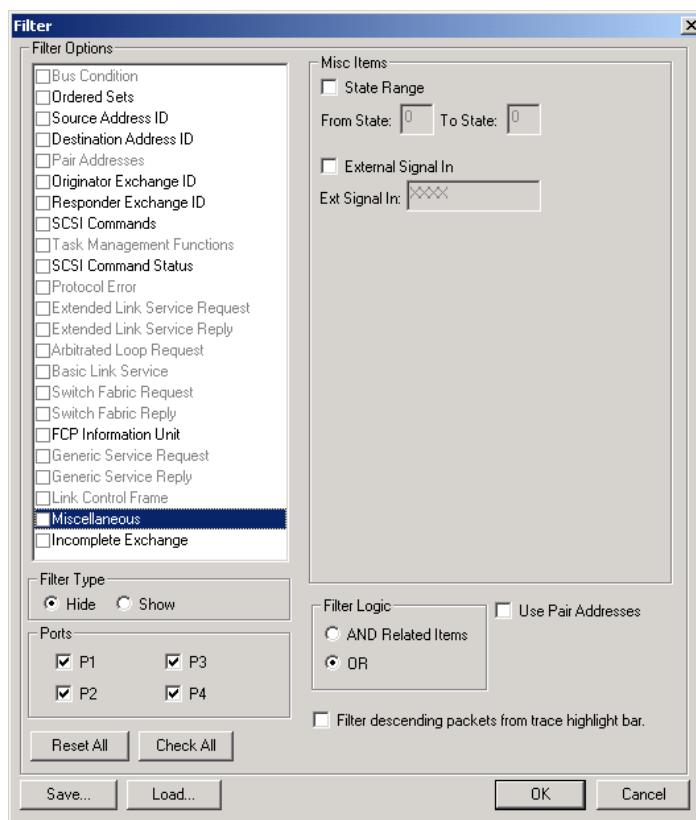 Filter
Filter Options
Bus Condition
Ordered Sets
Source Address ID
Destination Address ID
Pair Addresses
Originator Exchange ID
Responder Exchange ID
SCSI Commands
Task Management Functions
SCSI Command Status
Protocol Error
Extended Link Service Request
Extended Link Service Reply
Arbitrated Loop Request
Basic Link Service
Switch Fabric Request
Switch Fabric Reply
FCP Information Unit
Generic Service Request
Generic Service Reply
Link Control Frame
Miscellaneous
Incomplete Exchange
Misc Items
State Range
From State: 0 To State: 0
External Signal In
Ext Signal In: XXXX
Filter Type
Hide Show
Ports
P1 P3
P2 P4
Filter Logic
AND Related Items
OR
Use Pair Addresses
Filter descending packets from trace highlight bar.
Reset All Check All
Save... Load... OK Cancel